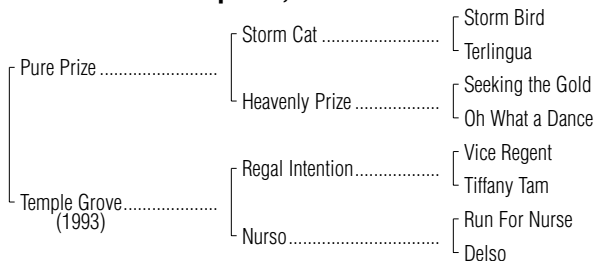 Storm Bird
Storm Cat ..............................
Terlingua
Pure Prize ..............................
Seeking the Gold
Heavenly Prize .....................
Oh What a Dance
Vice Regent
Regal Intention.....................
Tiffany Tam
Temple Grove........................
(1993)
Run For Nurse
Nurso......................................
Delso